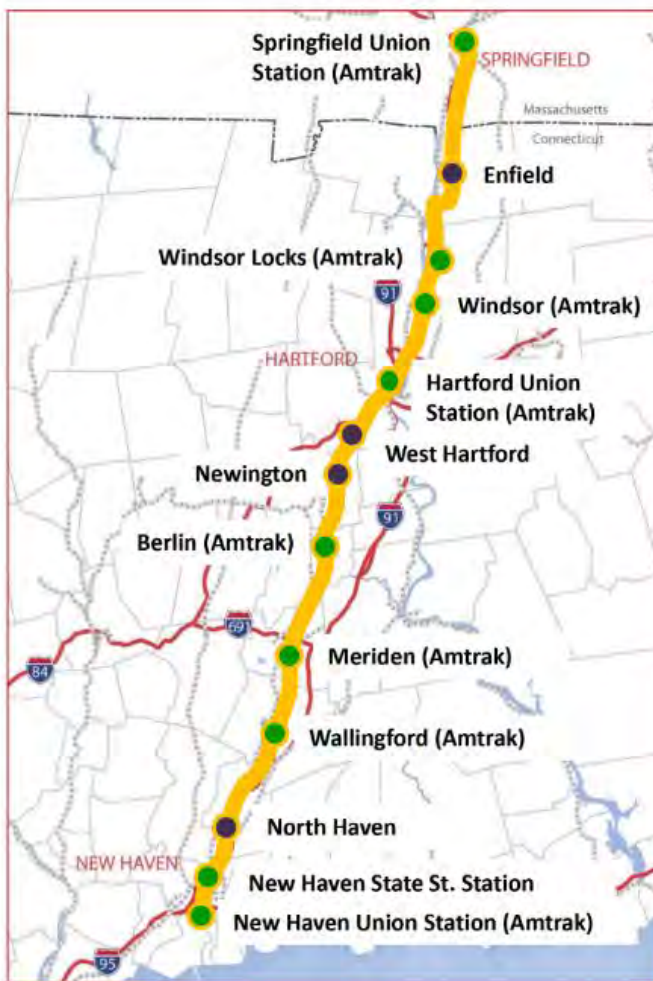 Springfield Union
Station (Amtrak)
SPRINGFIELD
Massachusetts
Connecticut
Enfield
Windsor Locks (Amtrak)
91
Windsor (Amtrak)
HARTFORD
Hartford Union
Station (Amtrak)
West Hartford
Newington
91
Berlin (Amtrak)
691
84
Meriden (Amtrak)
Wallingford (Amtrak)
North Haven
NEW HAVEN
New Haven State St. Station
New Haven Union Station (Amtrak)
95